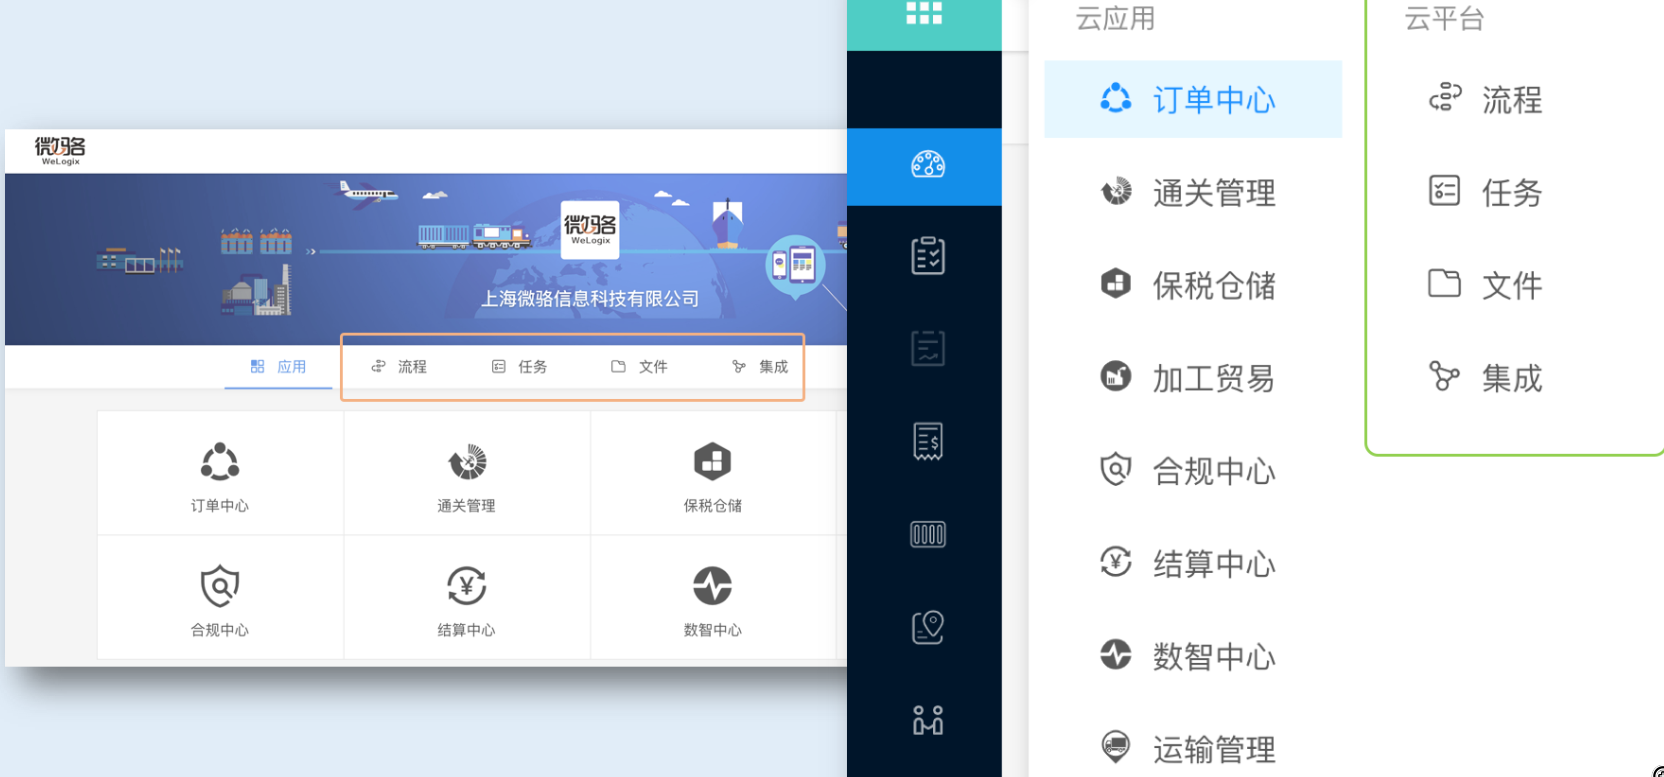 微骆
WeLogix
微骆
WeLogix
上海微骆信息科技有限公司
应用 流程 任务 文件 集成
订单中心 通关管理 保税仓储
合规中心 结算中心 数智中心
云应用
订单中心
通关管理
保税仓储
加工贸易
合规中心
结算中心
数智中心
运输管理
云平台
流程
任务
文件
集成